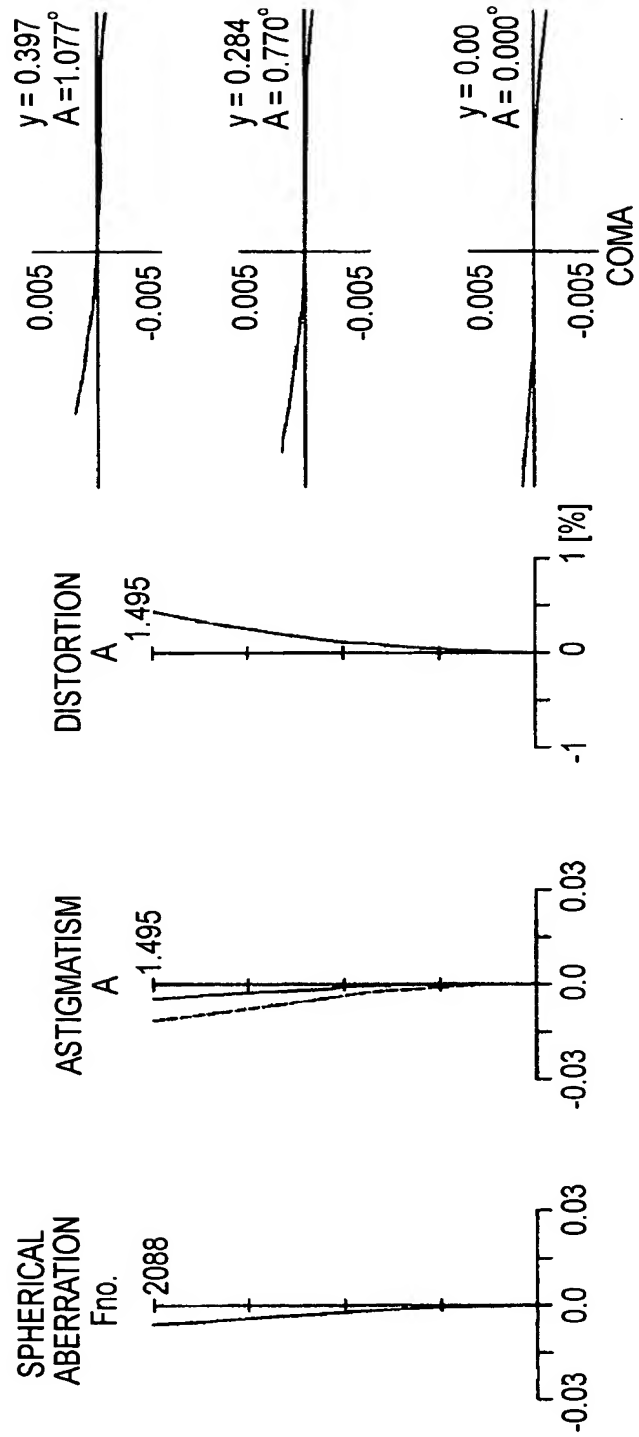 SPHERICAL
ABERRATION
Fno.
2088
-0.03
0.0
0.03
ASTIGMATISM
A
1.495
-0.03
0.0
0.03
DISTORTION
A
1.495
-1
0
1 [%]
0.005
-0.005
y = 0.397
A =1.077°
0.005
-0.005
y = 0.284
A = 0.770°
0.005
-0.005
y = 0.00
A = 0.000°
COMA